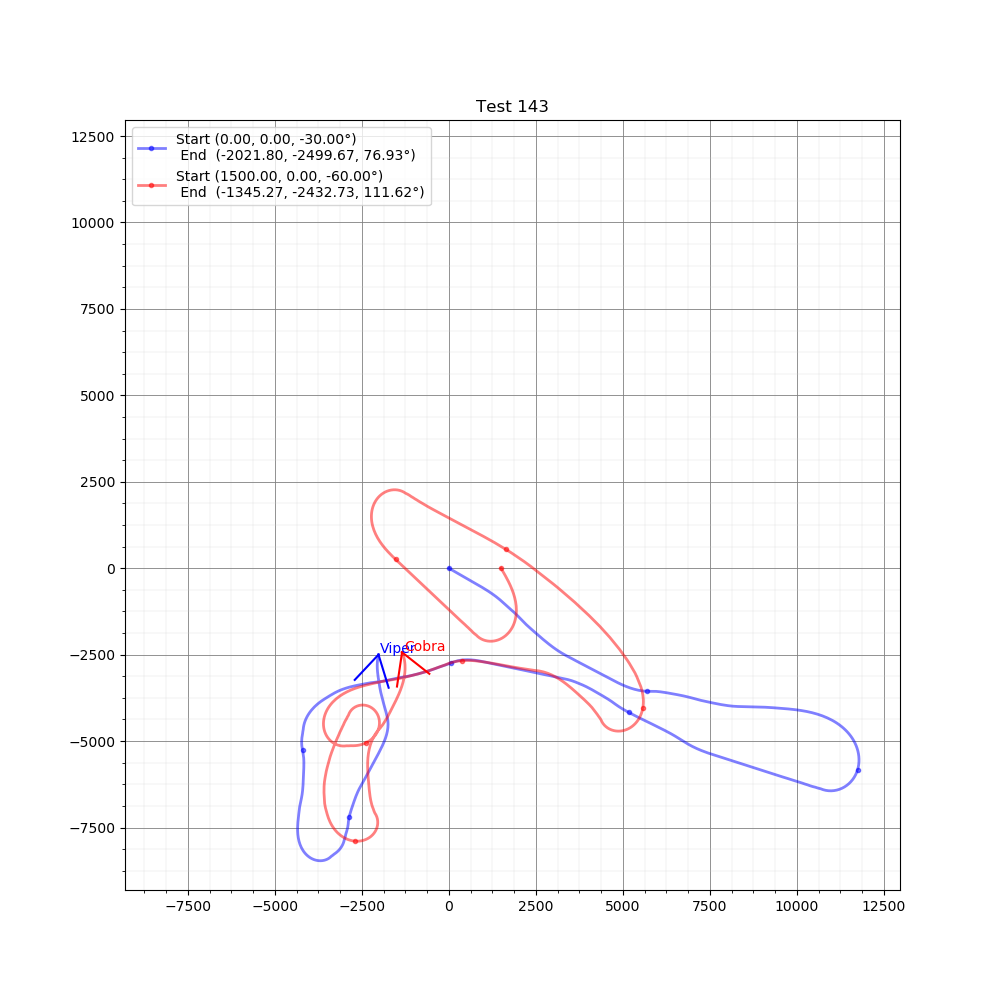 Test 143
Start (0.00, 0.00, -30.00°)
End (-2021.80, -2499.67, 76.93°)
Start (1500.00, 0.00, -60.00°)
End (-1345.27, -2432.73, 111.62°)
12500
10000
7500
5000
2500
0
−2500
−5000
−7500
Viper
Cobra
−7500 −5000 −2500 0 2500 5000 7500 10000 12500